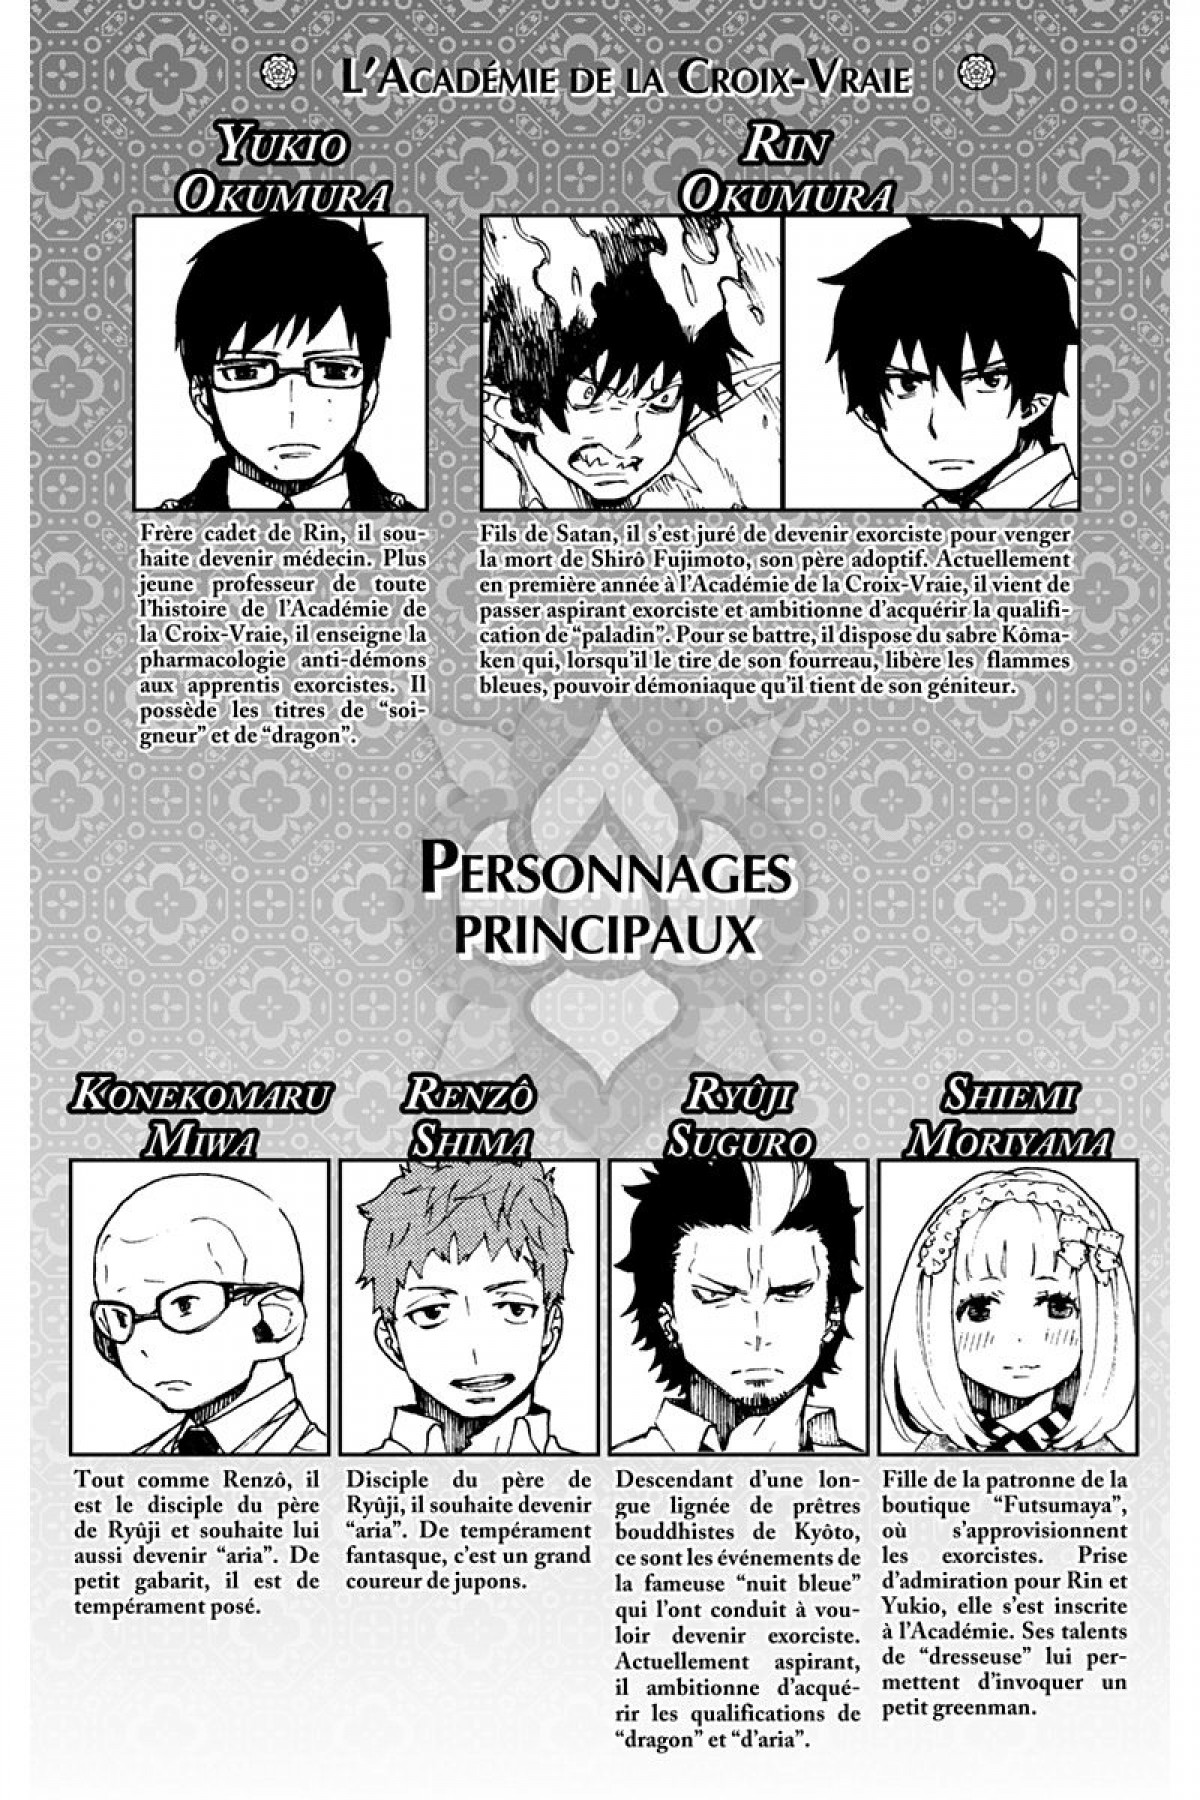 L'Académie de la Croix-Vraie
Yukio
Okumura
Frère cadet de Rin, il sou-
haite devenir médecin. Plus
jeune professeur de toute
l'histoire de l'Académie de
la Croix-Vraie, il enseigne la
pharmacologie anti-démons
aux apprentis exorcistes. Il
possède les titres de “soi-
gneur” et de “dragon”.
Rin
Okumura
Fils de Satan, il s'est juré de devenir exorciste pour venger
la mort de Shirô Fujimoto, son père adoptif. Actuellement
en première année à l'Académie de la Croix-Vraie, il vient de
passer aspirant exorciste et ambitionne d'acquérir la qualifi-
cation de “paladin”. Pour se battre, il dispose du sabre Kôma-
ken qui, lorsqu'il le tire de son fourreau, libère les flammes
bleues, pouvoir démoniaque qu'il tient de son géniteur.
Personnages
principaux
Konekomaru
Miwa
Tout comme Renzô, il
est le disciple du père
de Ryûji et souhaite lui
aussi devenir “aria”. De
petit gabarit, il est de
tempérament posé.
Renzô
Shima
Disciple du père de
Ryûji, il souhaite devenir
“aria”. De tempérament
fantasque, c'est un grand
coureur de jupons.
Ryûji
Suguro
Descendant d'une lon-
gue lignée de prêtres
bouddhistes de Kyôto,
ce sont les événements de
la fameuse “nuit bleue”
qui l'ont conduit à vou-
loir devenir exorciste.
Actuellement aspirant,
il ambitionne d'acqué-
rir les qualifications de
“dragon” et “d'aria”.
Shiemi
Moriyama
Fille de la patronne de la
boutique “Futsumaya”,
où s'approvisionnent
les exorcistes. Prise
d'admiration pour Rin et
Yukio, elle s'est inscrite
à l'Académie. Ses talents
de “dresseuse” lui per-
mettent d'invoquer un
petit greenman.